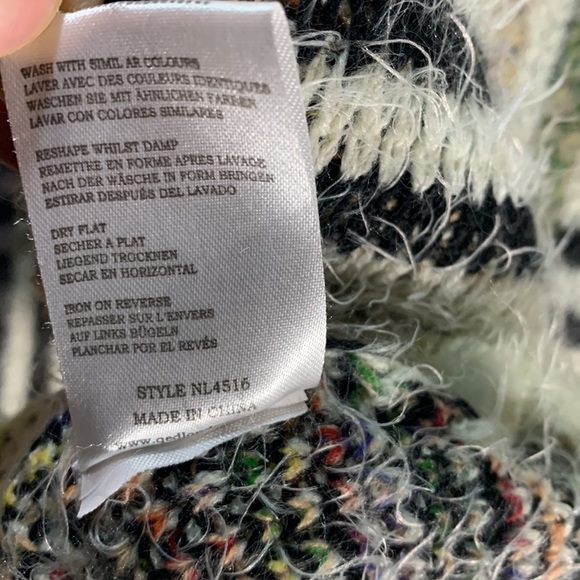 WASH WITH SIMIL AR COLOURS
LAVER AVEC DES COULEURS IDENTIQUES
WASCHEN SIE MIT ÄHNLICHEN FARBEN
LAVAR CON COLORES SIMILARES
RESHAPE WHILST DAMP
REMETTRE EN FORME APRÈS LAVAGE
NACH DER WÄSCHE IN FORM BRINGEN
ESTIRAR DESPUÉS DEL LAVADO
DRY FLAT
SECHER A PLAT
LIEGEND TROCKNEN
SECAR EN HORIZONTAL
IRON ON REVERSE
REPASSER SUR L'ENVERS
AUF LINKS BÜGELN
PLANCHAR POR EL REVÉS
STYLE NL4516
MADE IN CHINA